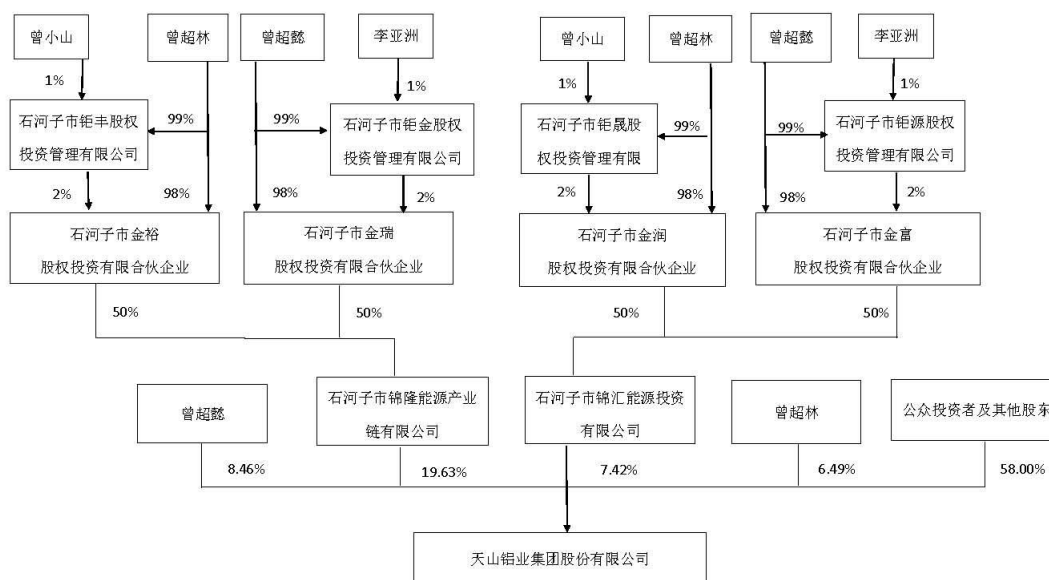 曾小山
曾超林
曾超懿
李亚洲
曾小山
曾超林
曾超懿
李亚洲
1%
1%
1%
1%
石河子市钜丰股权
投资管理有限公司
99%
99%
石河子市钜金股权
投资管理有限公司
石河子市钜晟股
权投资管理有限
99%
99%
石河子市钜源股权
投资管理有限公司
2%
98%
98%
2%
2%
98%
98%
2%
石河子市金裕
股权投资有限合伙企业
石河子市金瑞
股权投资有限合伙企业
石河子市金润
股权投资有限合伙企业
石河子市金富
股权投资有限合伙企业
50%
50%
50%
50%
曾超懿
石河子市锦隆能源产业
链有限公司
石河子市锦汇能源投资
有限公司
曾超林
公众投资者及其他股东
8.46%
19.63%
7.42%
6.49%
58.00%
天山铝业集团股份有限公司